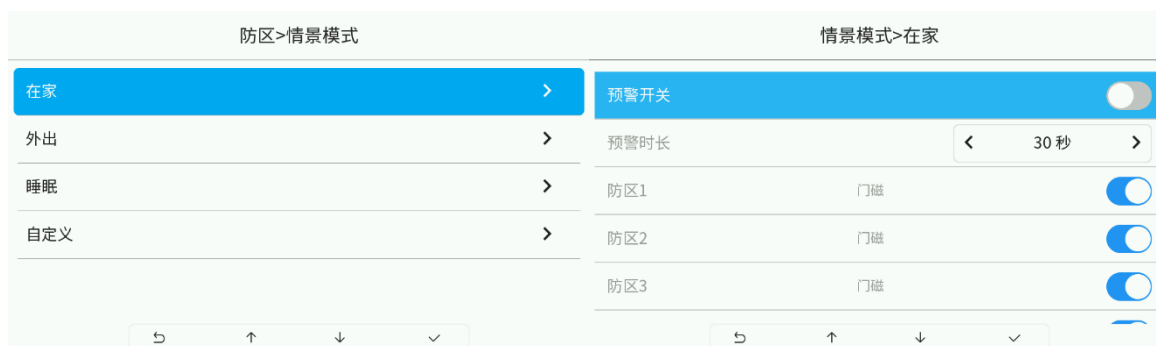 防区>情景模式
在家
外出
睡眠
自定义
情景模式>在家
预警开关
预警时长 30 秒
防区1 门磁
防区2 门磁
防区3 门磁